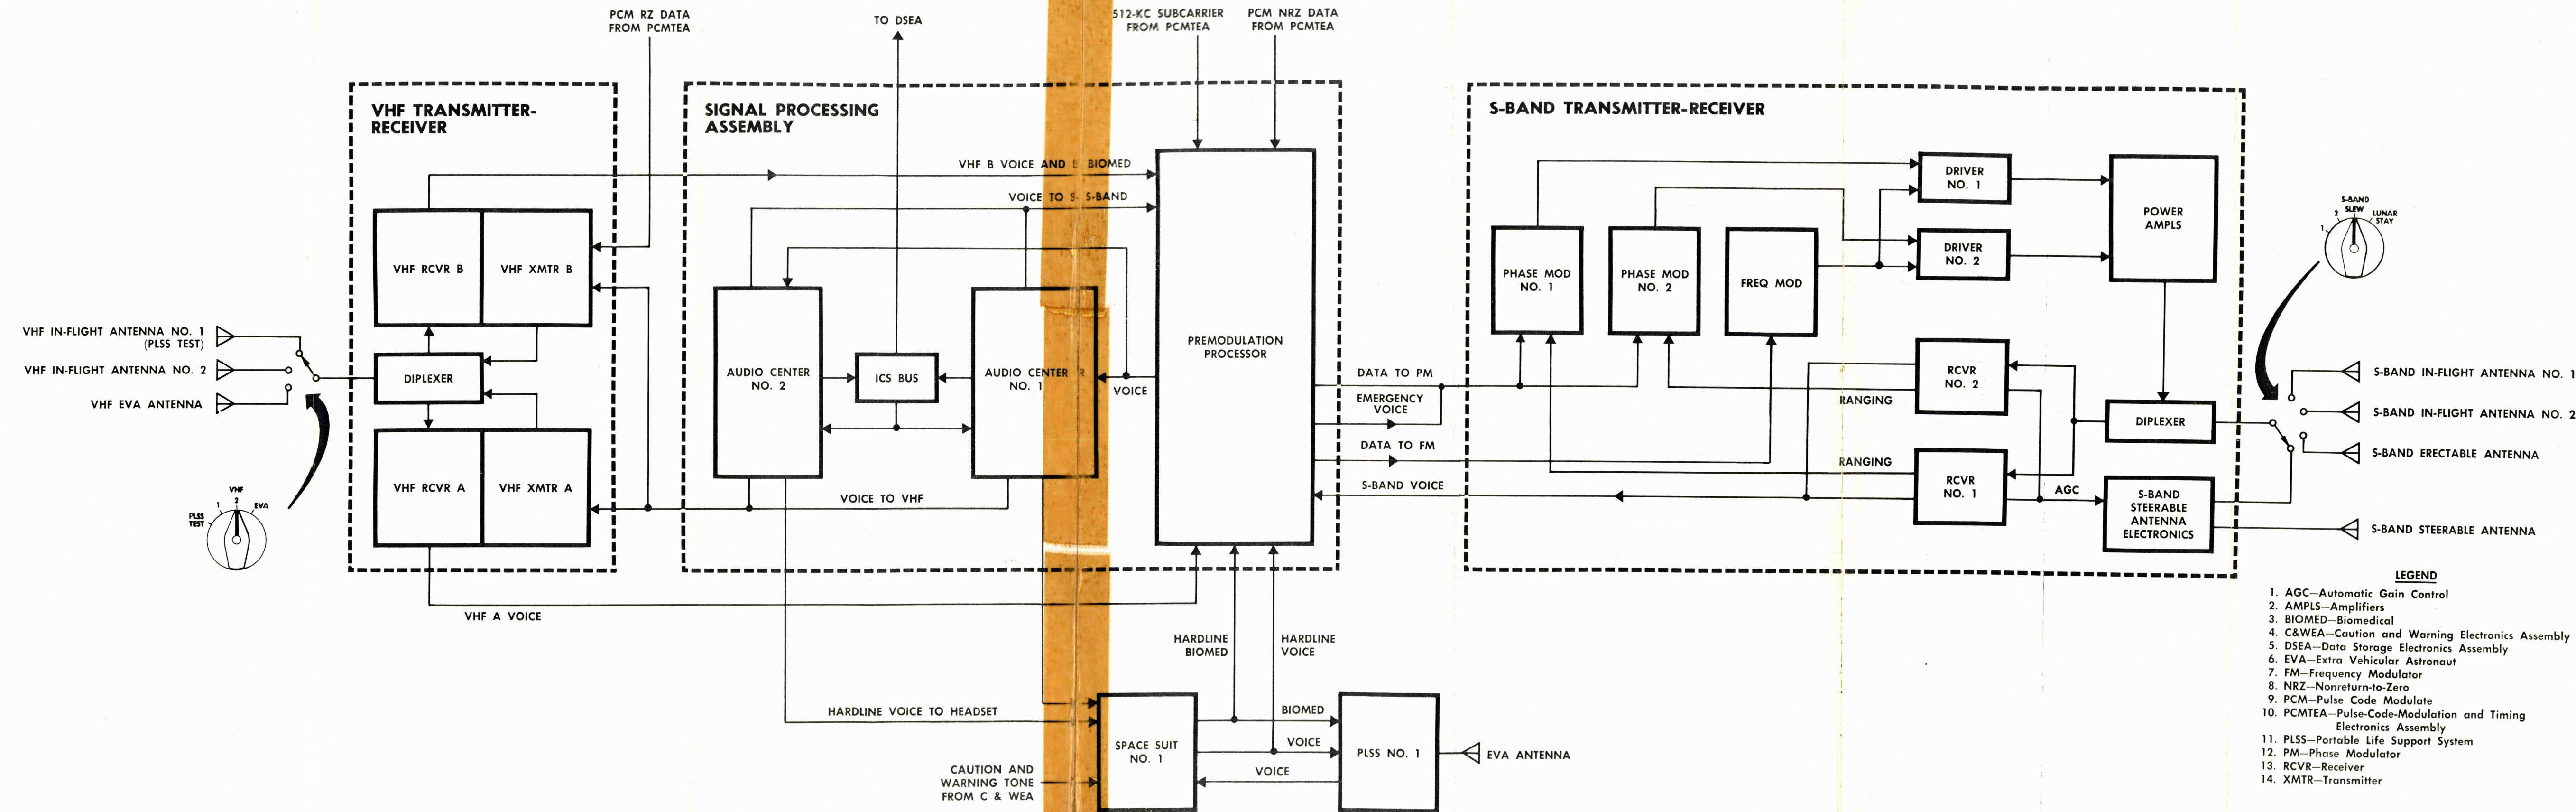 PCM RZ DATA
FROM PCMTEA
TO DSEA
512-KC SUBCARRIER
FROM PCMTEA
PCM NRZ DATA
FROM PCMTEA
VHF TRANSMITTER-
RECEIVER
VHF RCVR B
VHF XMTR B
DIPLEXER
VHF RCVR A
VHF XMTR A
VHF IN-FLIGHT ANTENNA NO. 1
(PLSS TEST)
VHF IN-FLIGHT ANTENNA NO. 2
VHF EVA ANTENNA
VHF
1
2
EVA
PLSS
TEST
VHF A VOICE
SIGNAL PROCESSING
ASSEMBLY
VHF B VOICE AND B BIOMED
VOICE TO S- S-BAND
AUDIO CENTER
NO. 2
ICS BUS
AUDIO CENTER R
NO. 1
VOICE
VOICE TO VHF
PREMODULATION
PROCESSOR
HARDLINE
BIOMED
HARDLINE
VOICE
HARDLINE VOICE TO HEADSET
CAUTION AND
WARNING TONE
FROM C & WEA
SPACE SUIT
NO. 1
BIOMED
VOICE
VOICE
PLSS NO. 1
EVA ANTENNA
DATA TO PM
EMERGENCY
VOICE
DATA TO FM
S-BAND VOICE
S-BAND TRANSMITTER-RECEIVER
PHASE MOD
NO. 1
PHASE MOD
NO. 2
FREQ MOD
DRIVER
NO. 1
DRIVER
NO. 2
POWER
AMPLS
RCVR
NO. 2
RANGING
RCVR
NO. 1
RANGING
AGC
DIPLEXER
S-BAND
STEERABLE
ANTENNA
ELECTRONICS
S-BAND
SLEW
1
2
LUNAR
STAY
S-BAND IN-FLIGHT ANTENNA NO. 1
S-BAND IN-FLIGHT ANTENNA NO. 2
S-BAND ERECTABLE ANTENNA
S-BAND STEERABLE ANTENNA
LEGEND
1. AGC—Automatic Gain Control
2. AMPLS—Amplifiers
3. BIOMED—Biomedical
4. C&WEA—Caution and Warning Electronics Assembly
5. DSEA—Data Storage Electronics Assembly
6. EVA—Extra Vehicular Astronaut
7. FM—Frequency Modulator
8. NRZ—Nonreturn-to-Zero
9. PCM—Pulse Code Modulate
10. PCMTEA—Pulse-Code-Modulation and Timing
Electronics Assembly
11. PLSS—Portable Life Support System
12. PM—Phase Modulator
13. RCVR—Receiver
14. XMTR—Transmitter